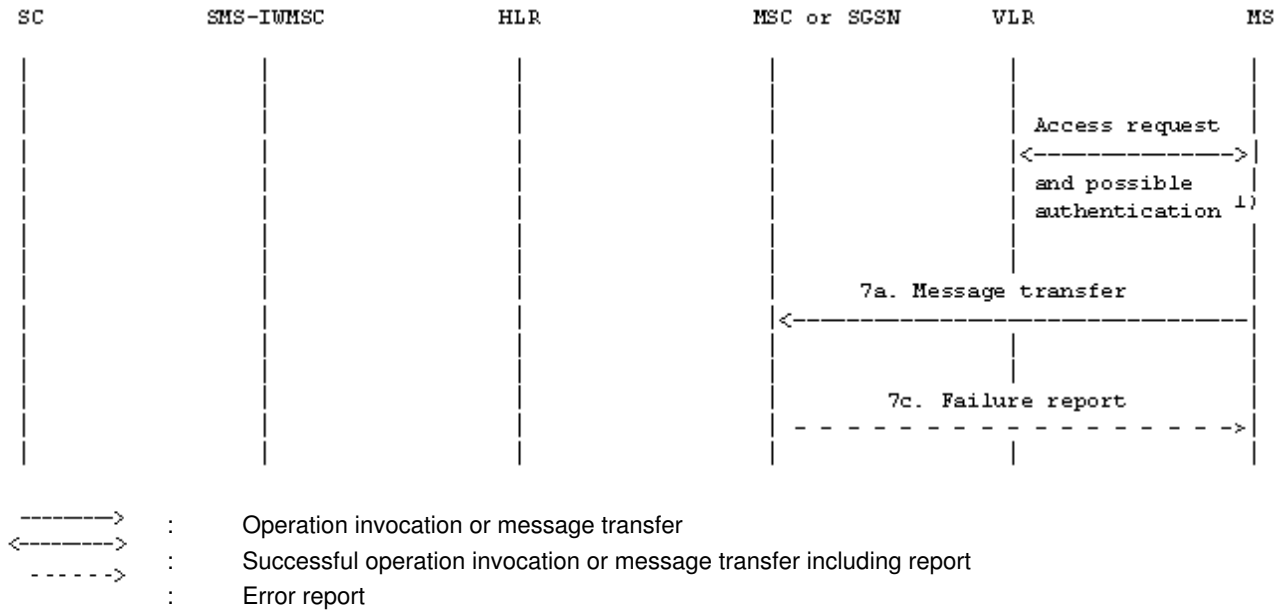 SC SMS-IWMSC HLR MSC or SGSN VLR MS
Access request
and possible
authentication 1)
7a. Message transfer
7c. Failure report
: Operation invocation or message transfer
: Successful operation invocation or message transfer including report
: Error report